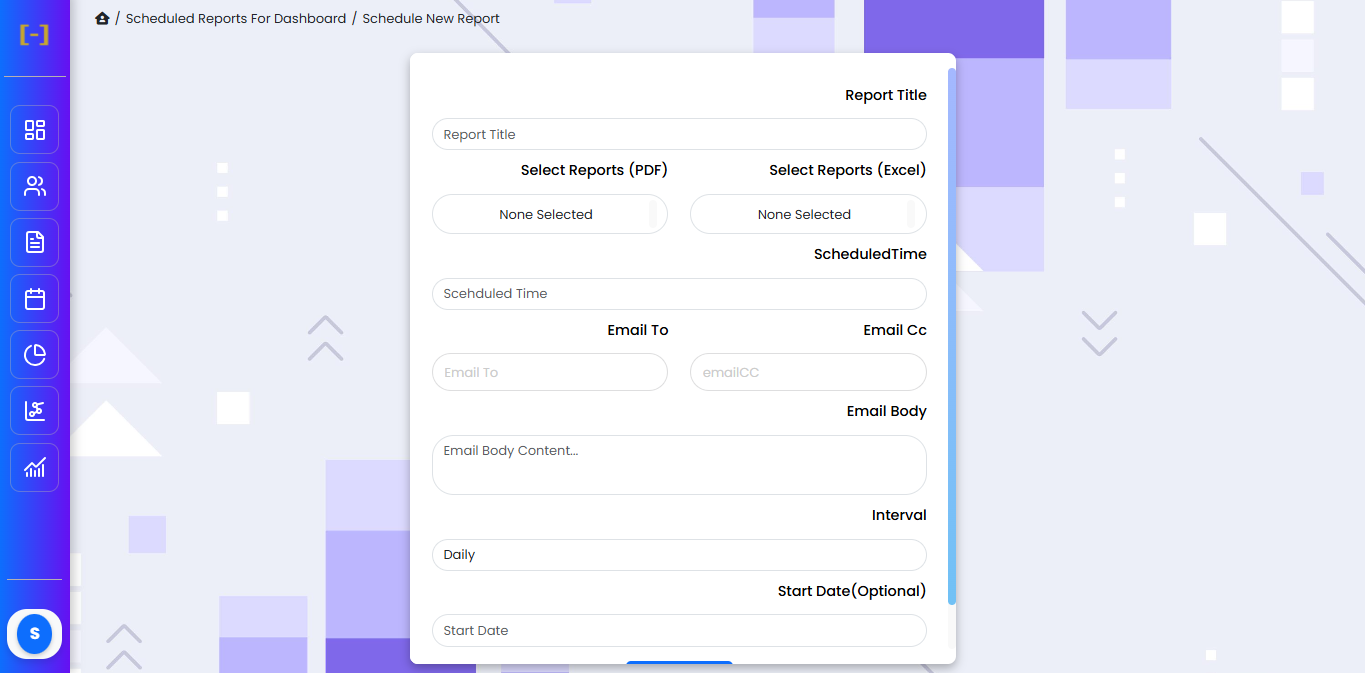 [-]
/ Scheduled Reports For Dashboard / Schedule New Report
Report Title
Report Title
Select Reports (PDF) Select Reports (Excel)
None Selected None Selected
ScheduledTime
Scehduled Time
Email To Email Cc
Email To emailCC
Email Body
Email Body Content...
Interval
Daily
Start Date(Optional)
Start Date
S